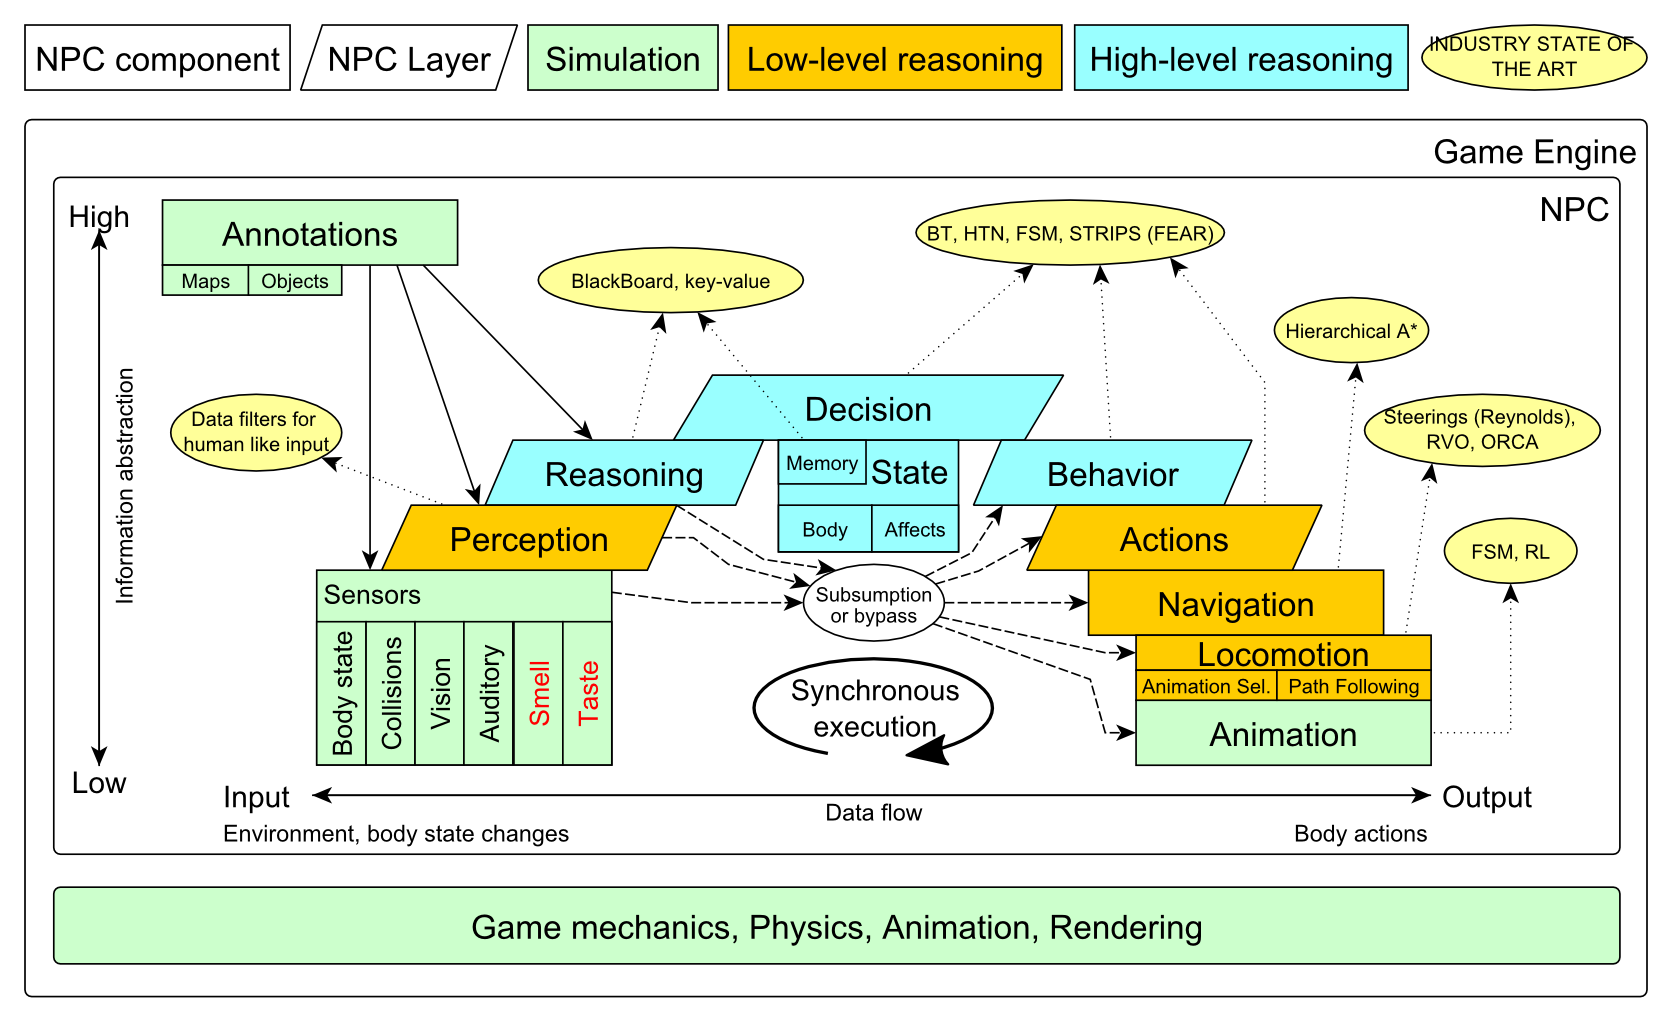 NPC component
NPC Layer
Simulation
Low-level reasoning
High-level reasoning
INDUSTRY STATE OF
THE ART
Game Engine
NPC
High
Annotations
Maps
Objects
BlackBoard, key-value
BT, HTN, FSM, STRIPS (FEAR)
Hierarchical A*
Information abstraction
Data filters for
human like input
Decision
Steerings (Reynolds),
RVO, ORCA
Reasoning
Memory
State
Behavior
Perception
Body
Affects
Actions
FSM, RL
Sensors
Subsumption
or bypass
Navigation
Body state
Collisions
Vision
Auditory
Smell
Taste
Locomotion
Animation Sel.
Path Following
Synchronous
execution
Animation
Low
Input
Output
Data flow
Environment, body state changes
Body actions
Game mechanics, Physics, Animation, Rendering